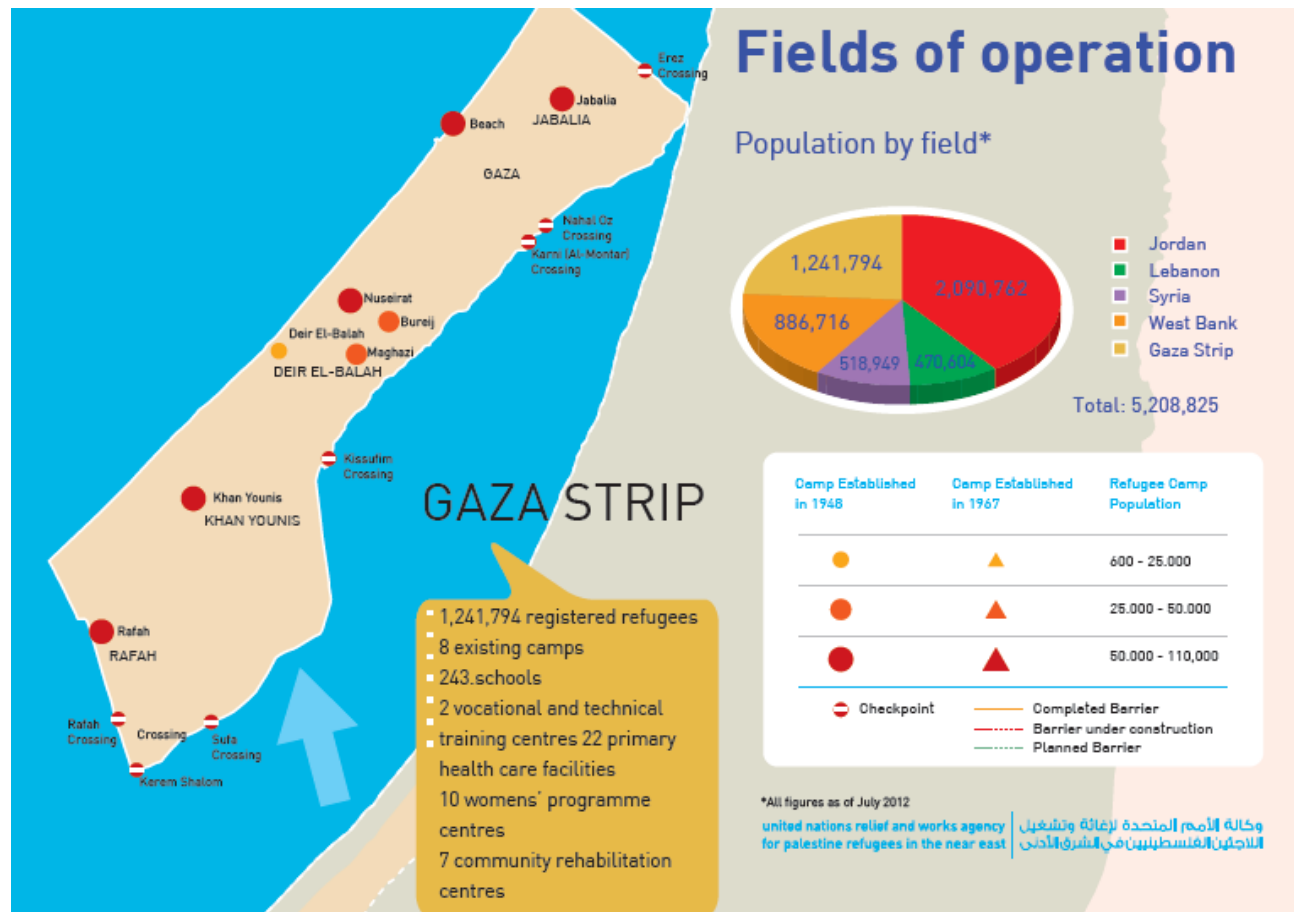 Fields of operation
Population by field*
1,241,794
2,090,762
886,716
518,949
470,604
Jordan
Lebanon
Syria
West Bank
Gaza Strip
Total: 5,208,825
Erez
Crossing
Jabalia
JABALIA
Beach
GAZA
Nahal Oz
Crossing
Karni (Al-Montar)
Crossing
Nuseirat
Bureij
Deir El-Balah
Maghazi
DEIR EL-BALAH
Kissufim
Crossing
Khan Younis
KHAN YOUNIS
GAZA STRIP
Rafah
RAFAH
Rafah
Crossing
Crossing
Sufa
Crossing
Kerem Shalom
1,241,794 registered refugees
8 existing camps
243.schools
2 vocational and technical
training centres 22 primary
health care facilities
10 womens' programme
centres
7 community rehabilitation
centres
Camp Established
in 1948
Camp Established
in 1967
Refugee Camp
Population
600 - 25.000
25.000 - 50.000
50.000 - 110,000
Checkpoint
Completed Barrier
Barrier under construction
Planned Barrier
*All figures as of July 2012
united nations relief and works agency
for palestine refugees in the near east
وكالة الأمم المتحدة لإغاثة وتشغيل
اللاجئين الفلسطينيين في الشرق الأدنى